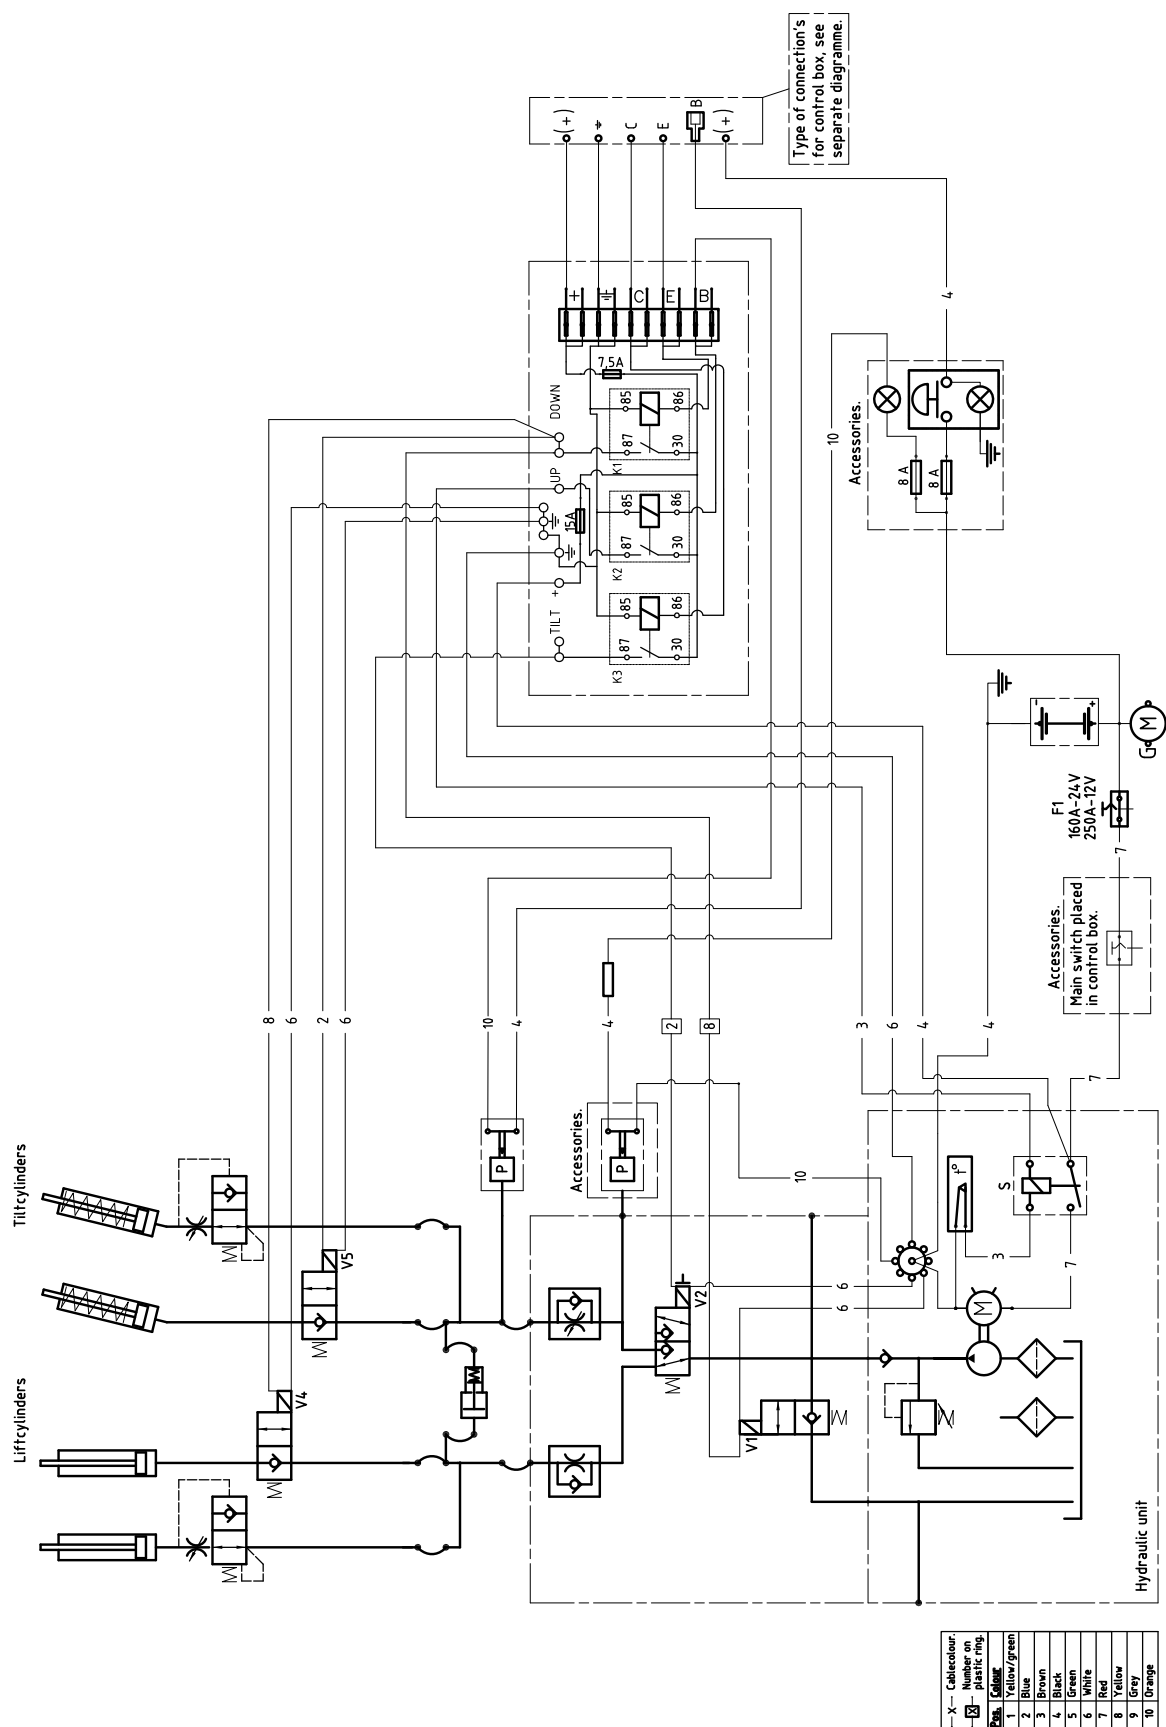 Type of connection's
for control box, see
separate diagramme.
(+)
C
E
B
(+)
+
C
E
B
7,5A
DOWN
UP
15A
+
TILT
85
86
87
30
K1
85
86
87
30
K2
85
86
87
30
K3
4
10
Accessories.
8 A
8 A
-
+
G
M
F1
160A-24V
250A-12V
7
Accessories.
Main switch placed
in control box.
8
6
2
6
10
4
4
2
8
3
6
4
4
7
Tiltcylinders
Liftcylinders
V5
V4
P
Accessories.
P
10
V2
6
6
V1
t°
S
3
7
M
Hydraulic unit
X Cablecolour.
X Number on
plastic ring.
Pos. Colour
1 Yellow/green
2 Blue
3 Brown
4 Black
5 Green
6 White
7 Red
8 Yellow
9 Grey
10 Orange